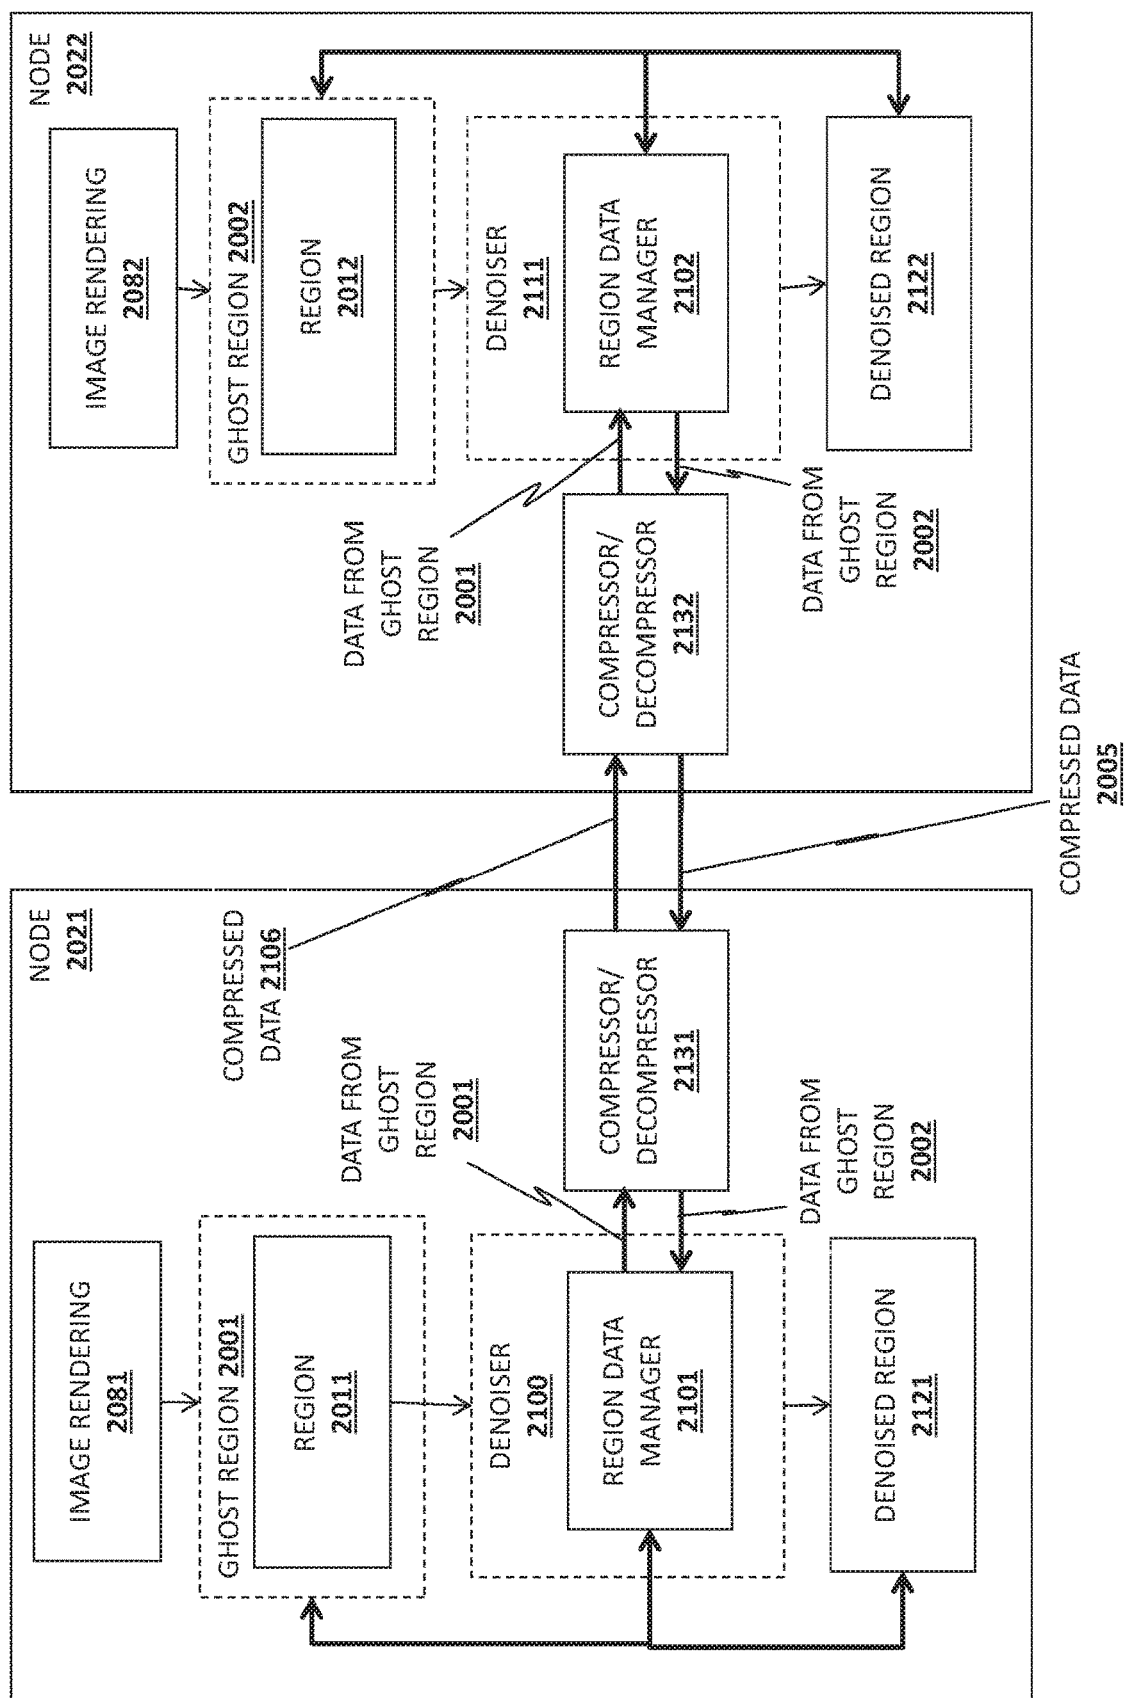 NODE
2021
IMAGE RENDERING
2081
GHOST REGION 2001
REGION
2011
DENOISER
2100
REGION DATA
MANAGER
2101
DENOISED REGION
2121
DATA FROM
GHOST
REGION
2001
COMPRESSED
DATA 2106
COMPRESSOR/
DECOMPRESSOR
2131
DATA FROM
GHOST
REGION
2002
COMPRESSED DATA
2005
NODE
2022
IMAGE RENDERING
2082
GHOST REGION 2002
REGION
2012
DENOISER
2111
REGION DATA
MANAGER
2102
DENOISED REGION
2122
DATA FROM
GHOST
REGION
2001
COMPRESSOR/
DECOMPRESSOR
2132
DATA FROM
GHOST
REGION
2002